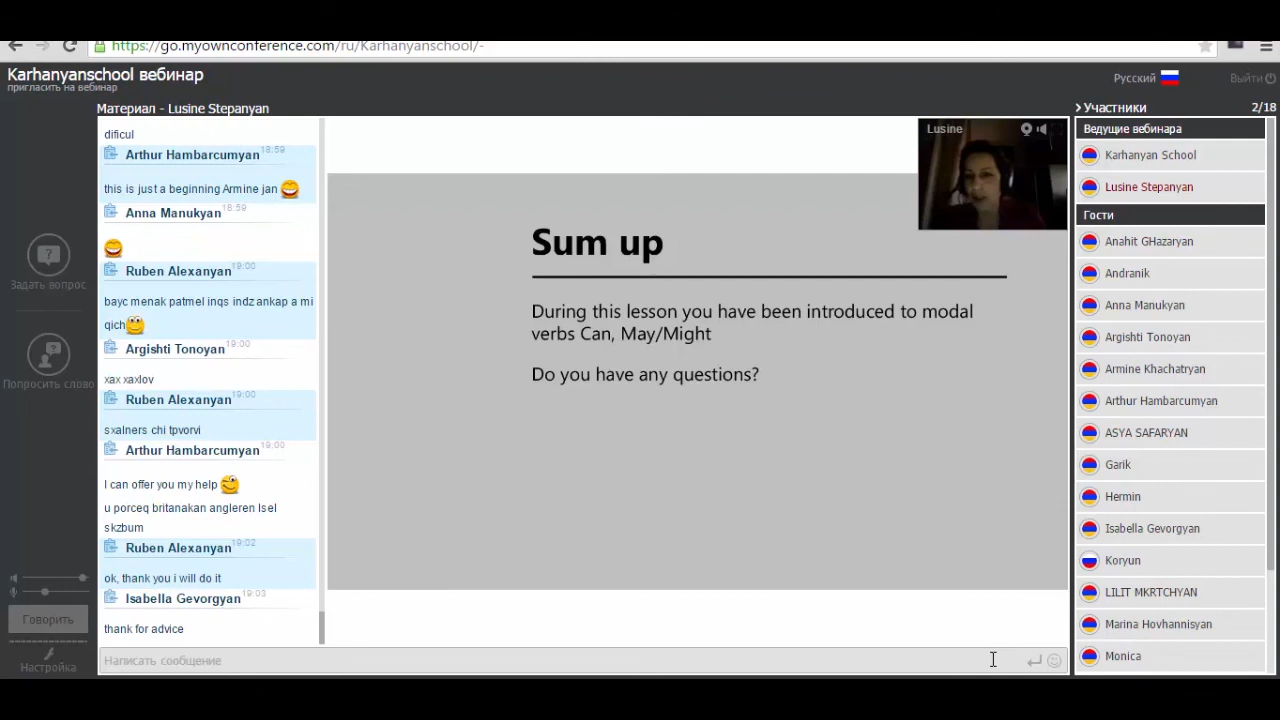 https://go.myownconference.com/ru/Karhanyanschool/-
Karhanyanschool вебинар
пригласить на вебинар
Русский
Выйти
Материал - Lusine Stepanyan
Задать вопрос
Попросить слово
Говорить
Настройка
dificul
Arthur Hambarcumyan 18:59
this is just a beginning Armine jan
Anna Manukyan 18:59
Ruben Alexanyan 19:00
bayc menak patmel inqs indz ankap a mi
qich
Argishti Tonoyan 19:00
xax xaxlov
Ruben Alexanyan 19:00
sxalners chi tpvorvi
Arthur Hambarcumyan 19:00
I can offer you my help
u porceq britanakan angleren lsel
skzbum
Ruben Alexanyan 19:02
ok, thank you i will do it
Isabella Gevorgyan 19:03
thank for advice
Написать сообщение
Lusine
Sum up
During this lesson you have been introduced to modal
verbs Can, May/Might
Do you have any questions?
Участники 2/18
Ведущие вебинара
Karhanyan School
Lusine Stepanyan
Гости
Anahit GHazaryan
Andranik
Anna Manukyan
Argishti Tonoyan
Armine Khachatryan
Arthur Hambarcumyan
ASYA SAFARYAN
Garik
Hermin
Isabella Gevorgyan
Koryun
LILIT MKRTCHYAN
Marina Hovhannisyan
Monica